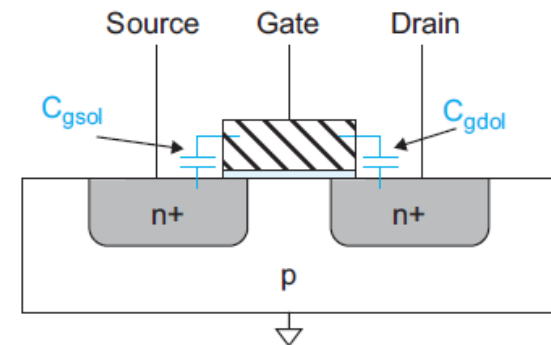 Source Gate Drain
Cgsol
Cgdol
n+ n+
p